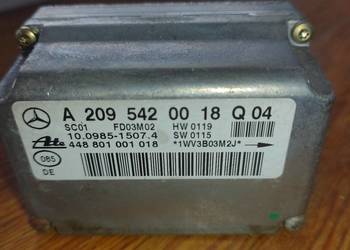 A 209 542 00 18 Q 04
SC01 FD03M02 HW 0119
10.0985-1507.4 SW 0115
Ate 448 801 001 018 *1WV3B03M2J*
085
DE